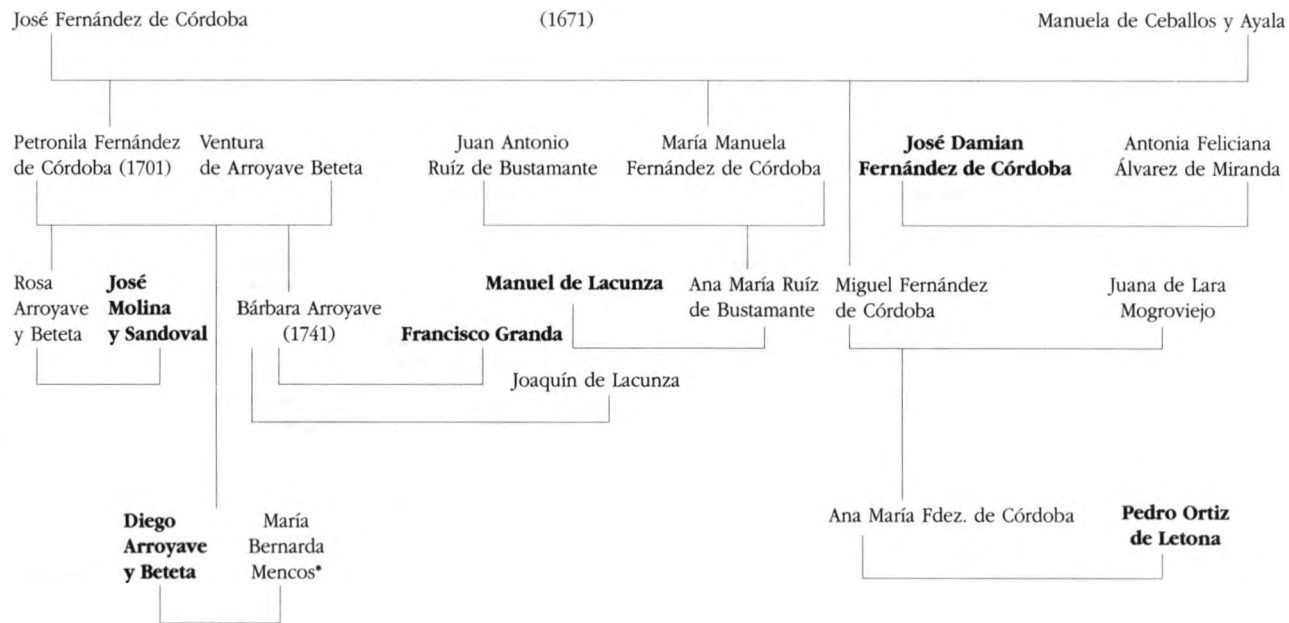 José Fernández de Córdoba (1671) Manuela de Ceballos y Ayala
Petronila Fernández
de Córdoba (1701)
Ventura
de Arroyave Beteta
Juan Antonio
Ruíz de Bustamante
María Manuela
Fernández de Córdoba
José Damian
Fernández de Córdoba
Antonia Feliciana
Álvarez de Miranda
Rosa
Arroyave
y Beteta
José
Molina
y Sandoval
Bárbara Arroyave
(1741)
Francisco Granda
Manuel de Lacunza
Ana María Ruíz
de Bustamante
Miguel Fernández
de Córdoba
Juana de Lara
Mogroviejo
Joaquín de Lacunza
Diego
Arroyave
y Beteta
María
Bernarda
Mencos*
Ana María Fdez. de Córdoba
Pedro Ortiz
de Letona